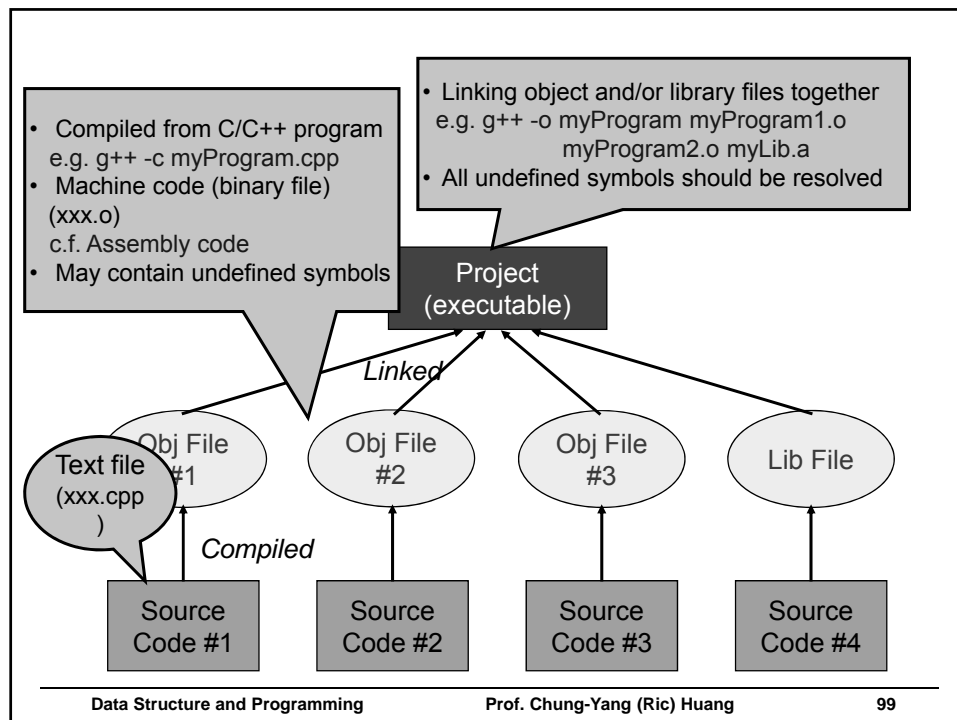 • Linking object and/or library files together
e.g. g++ -o myProgram myProgram1.o
myProgram2.o myLib.a
• All undefined symbols should be resolved
• Compiled from C/C++ program
e.g. g++ -c myProgram.cpp
• Machine code (binary file)
(xxx.o)
c.f. Assembly code
• May contain undefined symbols
Project
(executable)
Linked
Obj File
#1
Obj File
#2
Obj File
#3
Lib File
Text file
(xxx.cpp
)
Compiled
Source
Code #1
Source
Code #2
Source
Code #3
Source
Code #4
Data Structure and Programming Prof. Chung-Yang (Ric) Huang 99